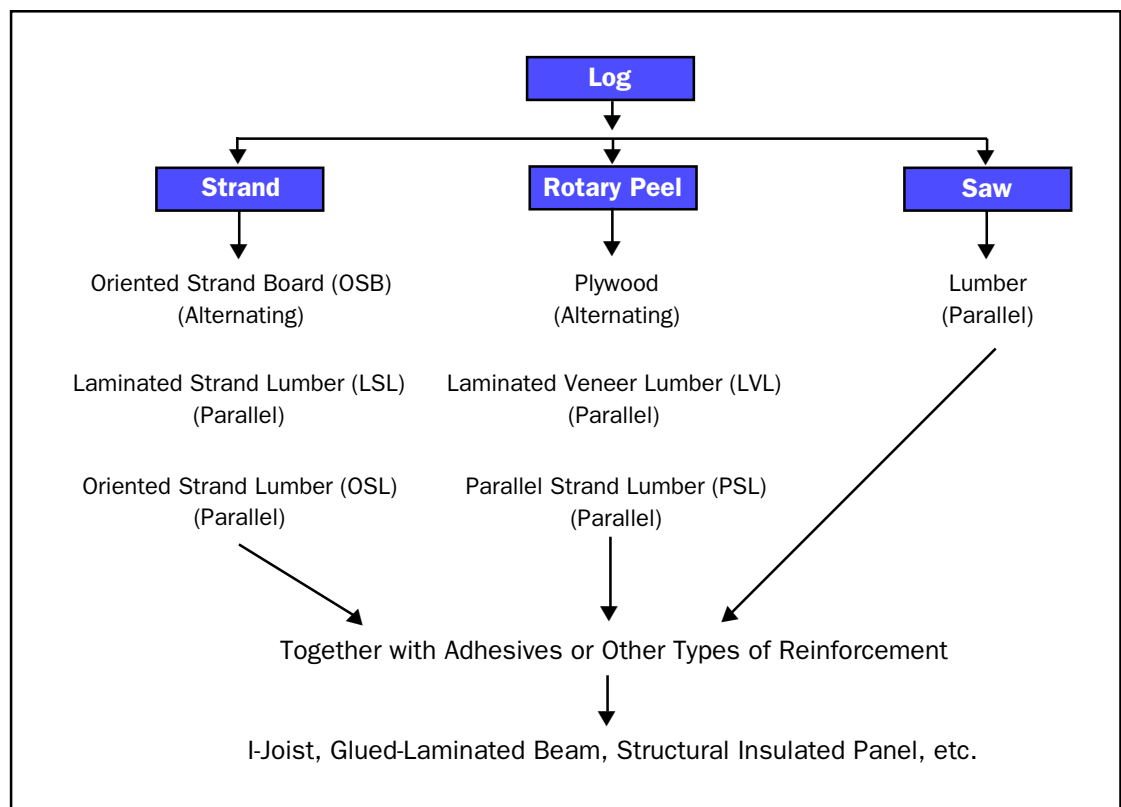 Log
Strand
Rotary Peel
Saw
Oriented Strand Board (OSB)
(Alternating)
Plywood
(Alternating)
Lumber
(Parallel)
Laminated Strand Lumber (LSL)
(Parallel)
Laminated Veneer Lumber (LVL)
(Parallel)
Oriented Strand Lumber (OSL)
(Parallel)
Parallel Strand Lumber (PSL)
(Parallel)
Together with Adhesives or Other Types of Reinforcement
I-Joist, Glued-Laminated Beam, Structural Insulated Panel, etc.